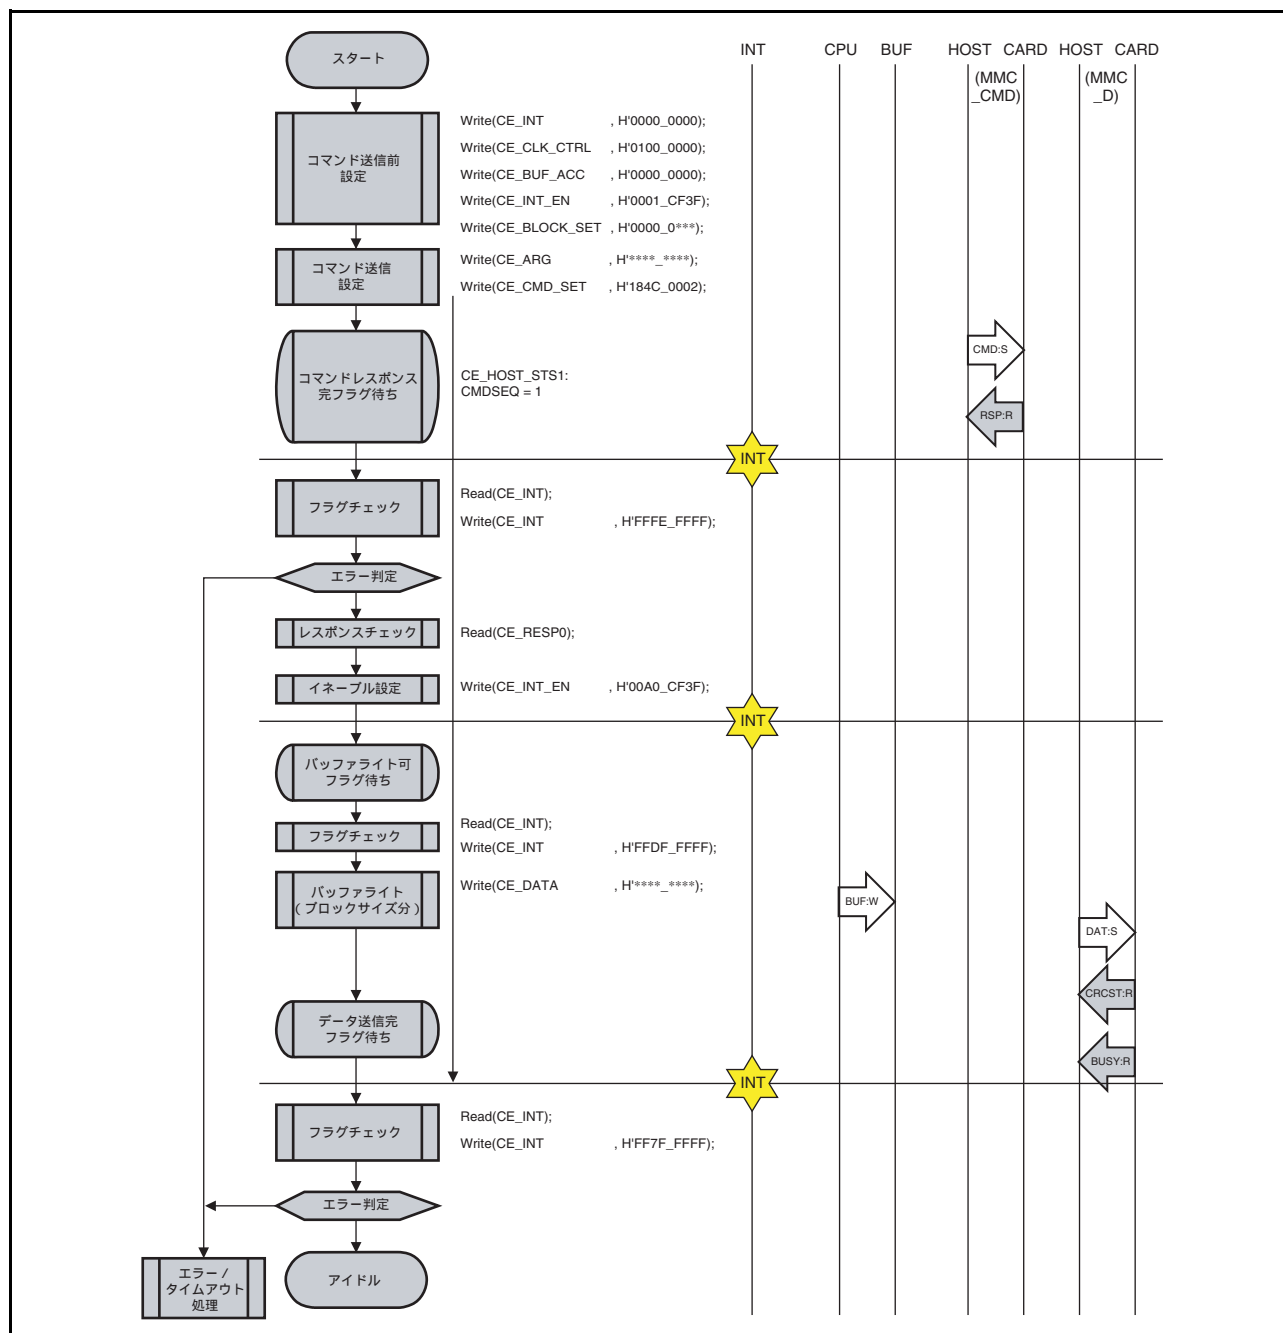 スタート
INT CPU BUF HOST CARD HOST CARD
(MMC
_CMD)
(MMC
_D)
コマンド送信前
設定
Write(CE_INT , H'0000_0000);
Write(CE_CLK_CTRL , H'0100_0000);
Write(CE_BUF_ACC , H'0000_0000);
Write(CE_INT_EN , H'0001_CF3F);
Write(CE_BLOCK_SET , H'0000_0***);
コマンド送信
設定
Write(CE_ARG , H'****_****);
Write(CE_CMD_SET , H'184C_0002);
コマンドレスポンス
完フラグ待ち
CE_HOST_STS1:
CMDSEQ = 1
CMD:S
RSP:R
INT
フラグチェック
Read(CE_INT);
Write(CE_INT , H'FFFE_FFFF);
エラー判定
レスポンスチェック
Read(CE_RESP0);
イネーブル設定
Write(CE_INT_EN , H'00A0_CF3F);
INT
バッファライト可
フラグ待ち
フラグチェック
Read(CE_INT);
Write(CE_INT , H'FFDF_FFFF);
バッファライト
(ブロックサイズ分)
Write(CE_DATA , H'****_****);
BUF:W
DAT:S
CRCST:R
データ送信完
フラグ待ち
BUSY:R
INT
フラグチェック
Read(CE_INT);
Write(CE_INT , H'FF7F_FFFF);
エラー判定
エラー /
タイムアウト
処理
アイドル